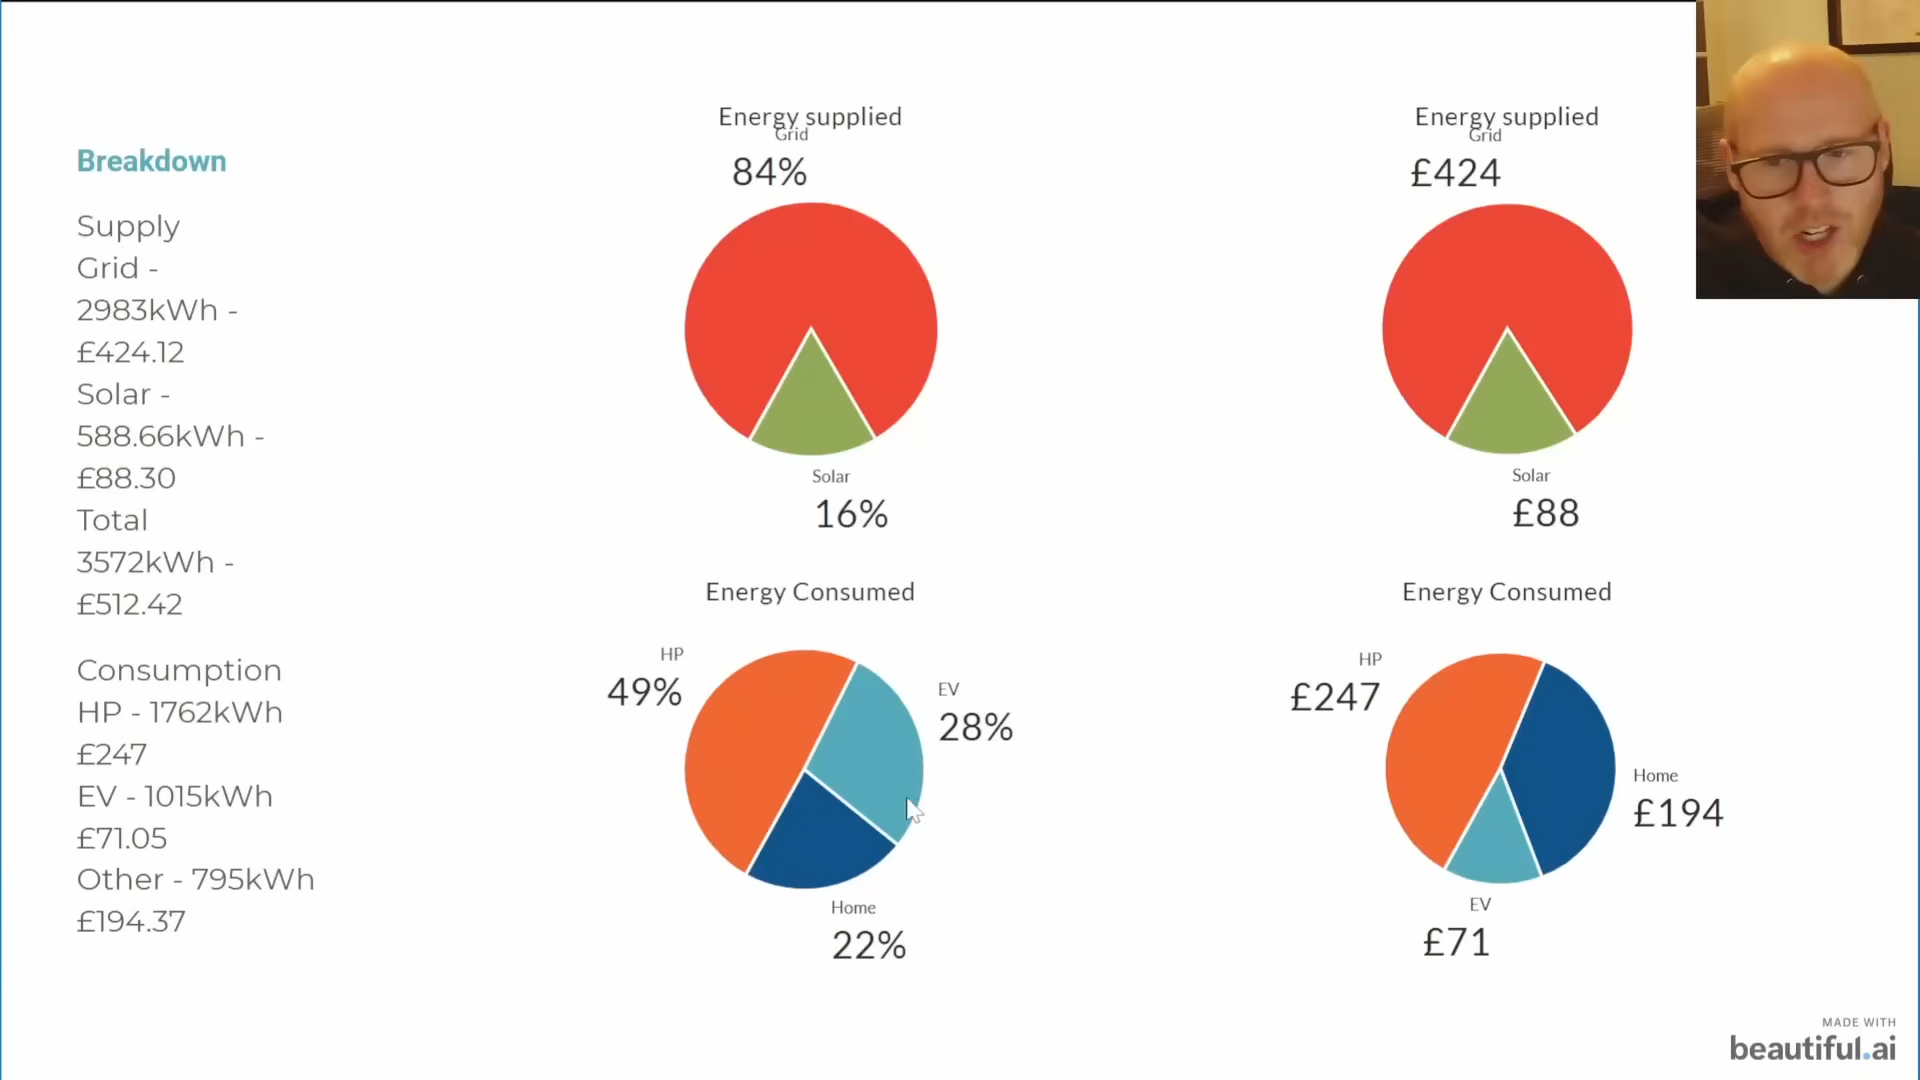 Breakdown
Supply
Grid -
2983kWh -
£424.12
Solar -
588.66kWh -
£88.30
Total
3572kWh -
£512.42
Consumption
HP - 1762kWh
£247
EV - 1015kWh
£71.05
Other - 795kWh
£194.37
Energy supplied
Grid
84%
Solar
16%
Energy supplied
Grid
£424
Solar
£88
Energy Consumed
HP
49%
EV
28%
Home
22%
Energy Consumed
HP
£247
Home
£194
EV
£71
MADE WITH
beautiful.ai